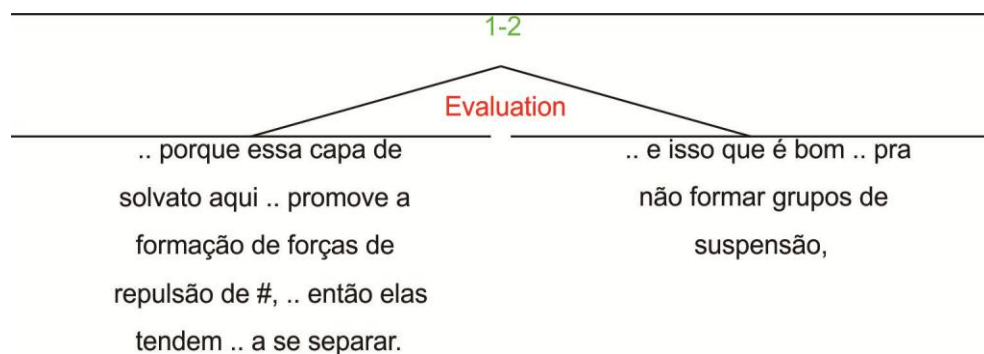 1-2
Evaluation
.. porque essa capa de
solvato aqui .. promove a
formação de forças de
repulsão de #, .. então elas
tendem .. a se separar.
.. e isso que é bom .. pra
não formar grupos de
suspensão,